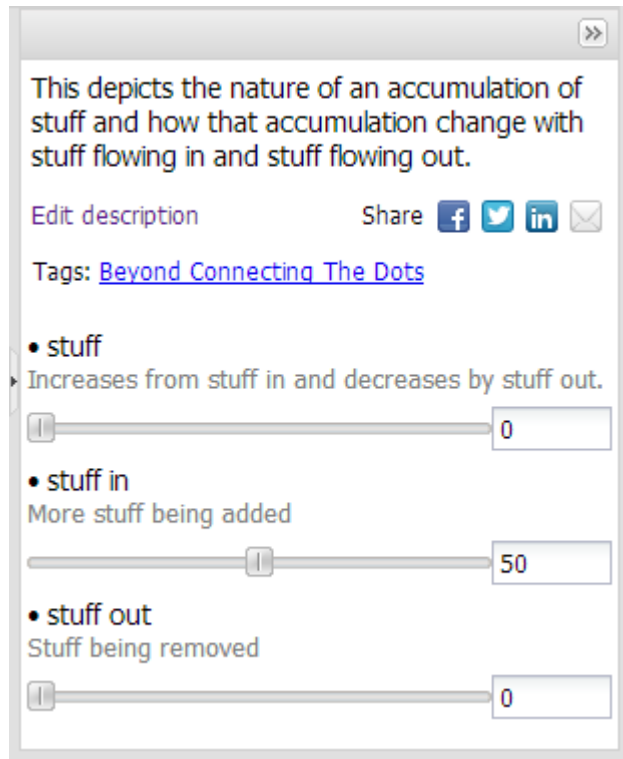 This depicts the nature of an accumulation of
stuff and how that accumulation change with
stuff flowing in and stuff flowing out.
Edit description Share
Tags: Beyond Connecting The Dots
• stuff
Increases from stuff in and decreases by stuff out.
0
• stuff in
More stuff being added
50
• stuff out
Stuff being removed
0